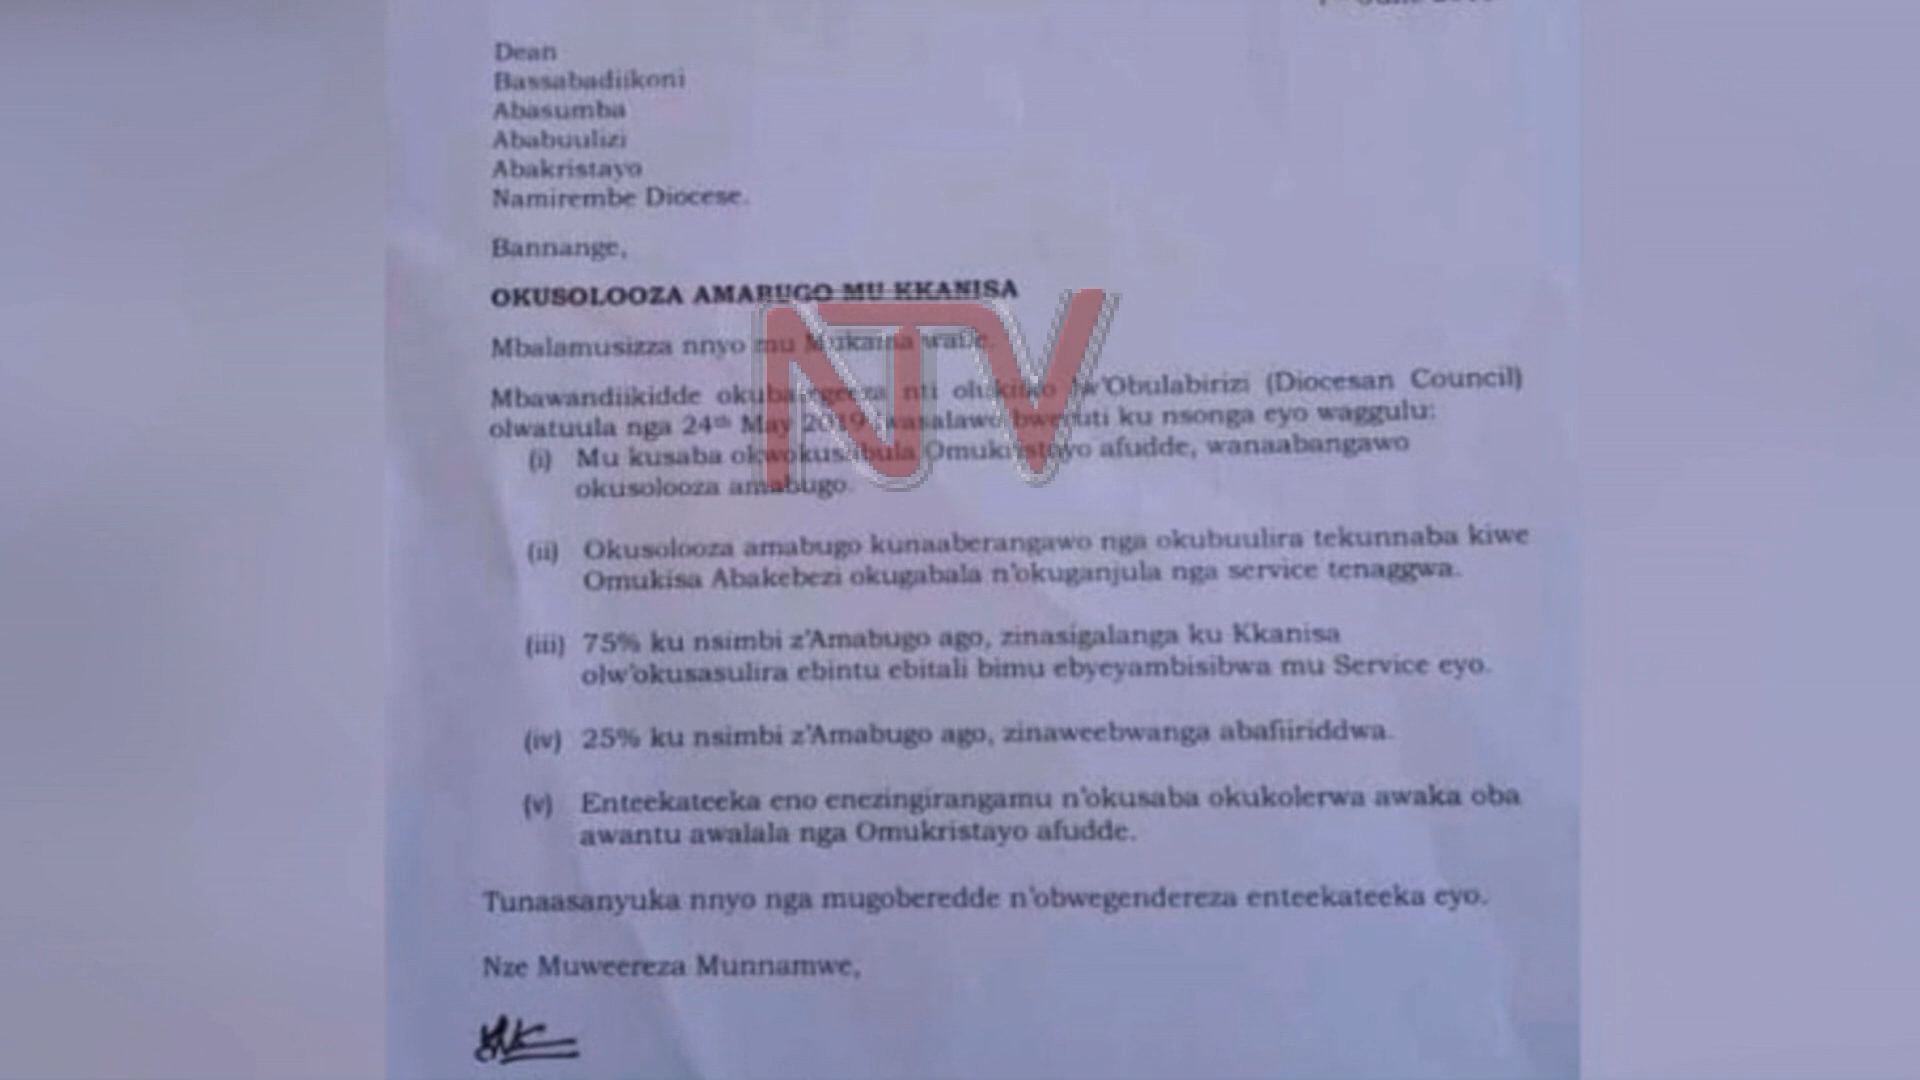 Dean
Bassabadiikoni
Abasumba
Ababuulizi
Abakristayo
Namirembe Diocese.
Bannange,
OKUSOLOOZA AMABUGO MU KKANISA
Mbalamusizza nnyo mu Mukama waffe.
Mbawandiikidde nti olukiiko lw'Obulabirizi (Diocesan Council)
olwatuula nga 24th May 2019 lwasalawo bweruti ku nsonga eyo waggulu:
(i) Mu kusaba okwokusabula Omukristayo afudde, wanaabangawo
okusolooza amabugo.
(ii) Okusolooza amabugo kunaaberangawo nga okubuulira tekunnaba kiwe
Omukisa Abakebezi okugabala n'okuganjula nga service tenaggwa.
(iii) 75% ku nsimbi z'Amabugo ago, zinasigalanga ku Kkanisa
olw'okusasulira ebintu ebitali bimu ebyeyambisibwa mu Service eyo.
(iv) 25% ku nsimbi z'Amabugo ago, zinaweebwanga abafiiriddwa.
(v) Enteekateeka eno enezingirangamu n'okusaba okukolerwa awaka oba
awantu awalala nga Omukristayo afudde.
Tunaasanyuka nnyo nga mugoberedde n'obwegendereza enteekateeka eyo.
Nze Muweereza Munnamwe,
NTV